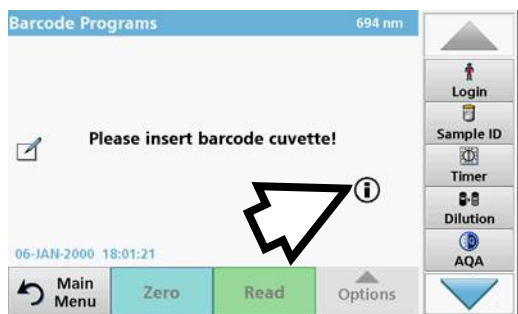 Barcode Programs 694 nm
Please insert barcode cuvette!
i
06-JAN-2000 18:01:21
Main
Menu
Zero
Read
Options
Login
Sample ID
Timer
Dilution
AQA